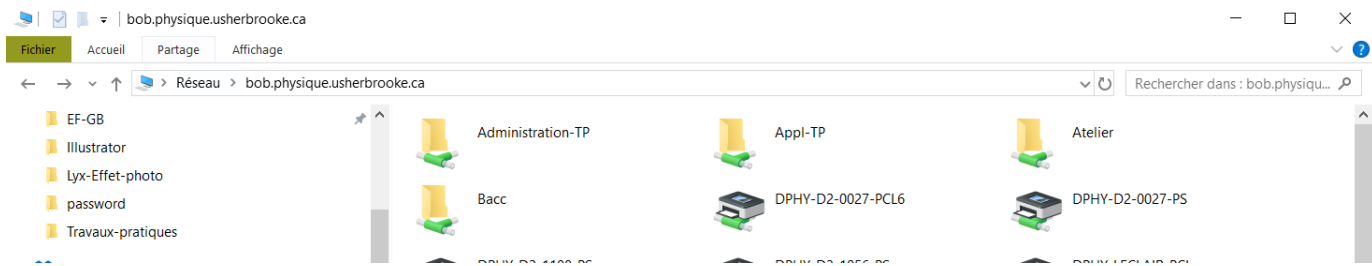 bob.physique.usherbrooke.ca
Fichier Accueil Partage Affichage
Réseau > bob.physique.usherbrooke.ca
Rechercher dans : bob.physiqu...
EF-GB
Illustrator
Lyx-Effet-photo
password
Travaux-pratiques
Administration-TP Appl-TP Atelier
Bacc DPHY-D2-0027-PCL6 DPHY-D2-0027-PS